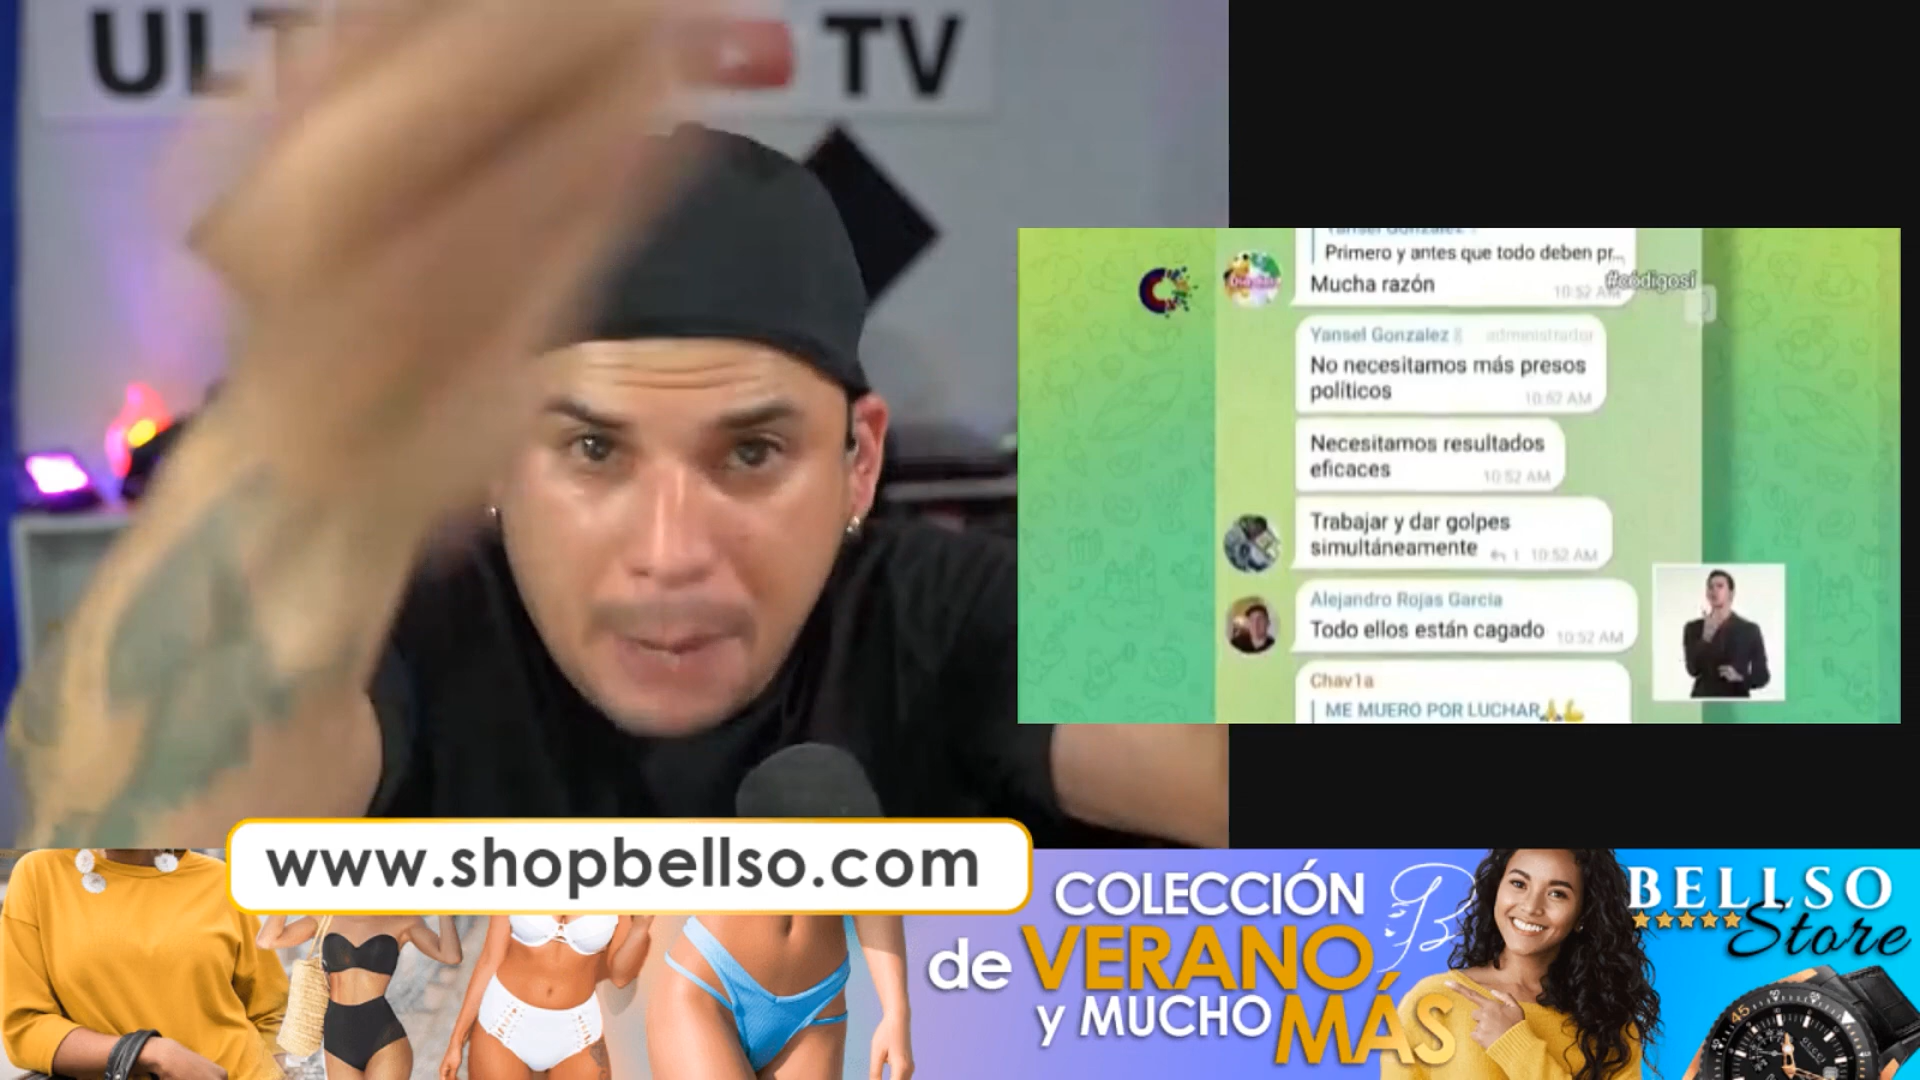 TV
Primero y antes que todo deben pr...
Mucha razón
10:52 AM
#códigosí
Yansel Gonzalez
administrador
No necesitamos más presos
políticos
10:52 AM
Necesitamos resultados
eficaces
10:52 AM
Trabajar y dar golpes
simultáneamente
1 10:52 AM
Alejandro Rojas Garcia
Todo ellos están cagado
10:52 AM
Chav1a
ME MUERO POR LUCHAR🙏💪
www.shopbellso.com
COLECCIÓN
de VERANO
y MUCHO MÁS
B
BELLSO
Store